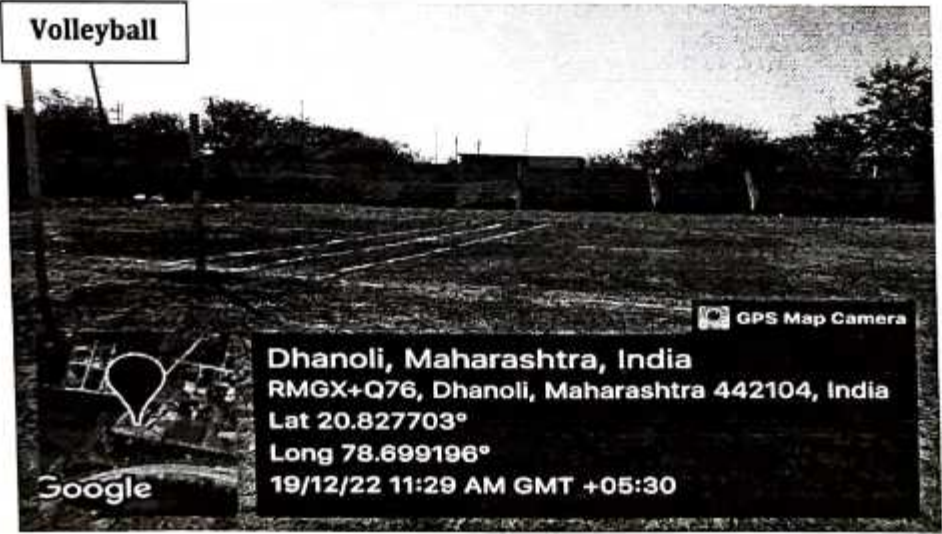 Volleyball
GPS Map Camera
Dhanoli, Maharashtra, India
RMGX+Q76, Dhanoli, Maharashtra 442104, India
Lat 20.827703°
Long 78.699196°
19/12/22 11:29 AM GMT +05:30
Google